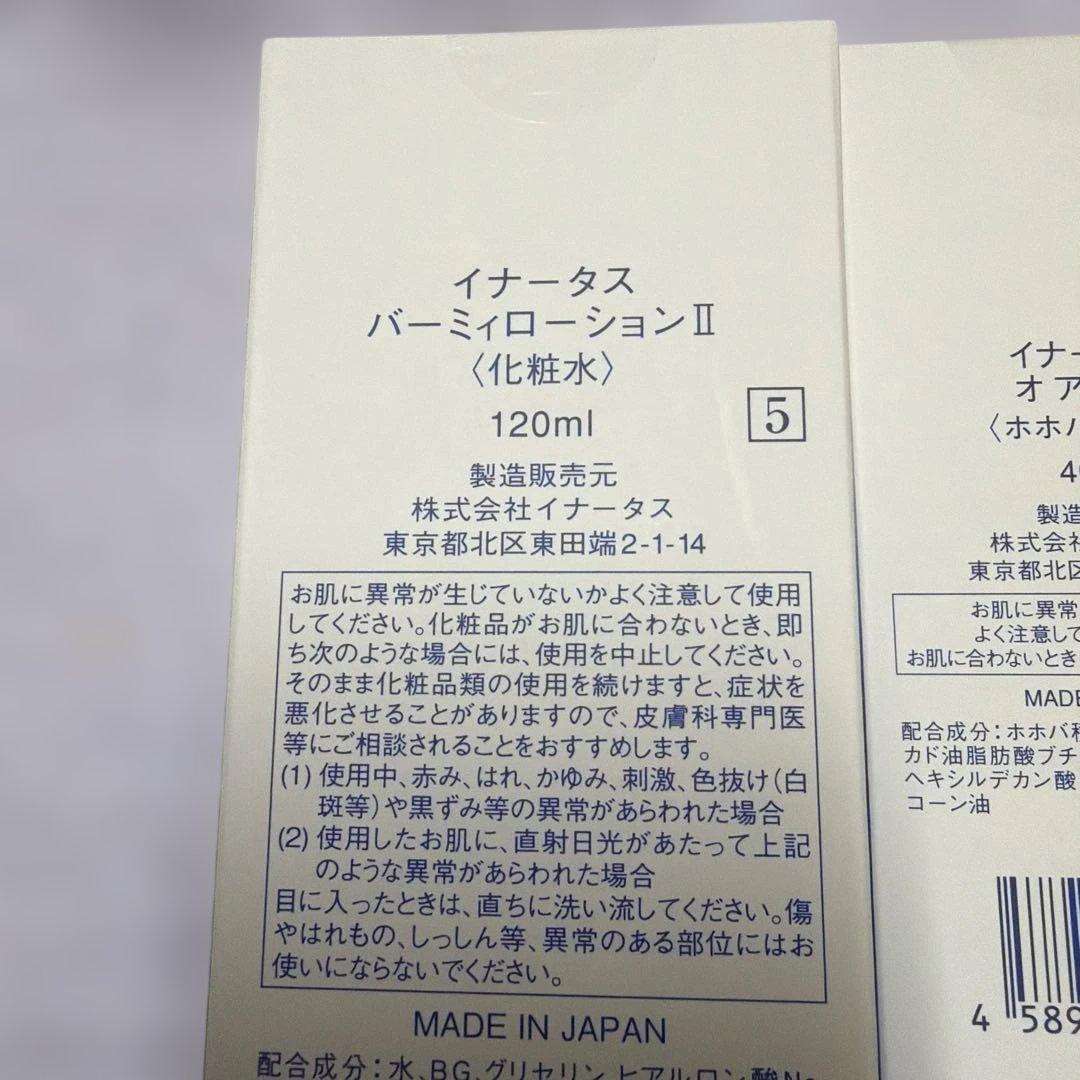 イナータス
バーミィローションⅡ
〈化粧水〉
120ml
5
製造販売元
株式会社イナータス
東京都北区東田端2-1-14
お肌に異常が生じていないかよく注意して使用
してください。化粧品がお肌に合わないとき、即
ち次のような場合には、使用を中止してください。
そのまま化粧品類の使用を続けますと、症状を
悪化させることがありますので、皮膚科専門医
等にご相談されることをおすすめします。
(1) 使用中、赤み、はれ、かゆみ、刺激、色抜け(白
斑等)や黒ずみ等の異常があらわれた場合
(2) 使用したお肌に、直射日光があたって上記
のような異常があらわれた場合
目に入ったときは、直ちに洗い流してください。傷
やはれもの、しっしん等、異常のある部位にはお
使いにならないでください。
MADE IN JAPAN
配合成分：水、BG、グリセリン、ヒアルロン酸Na
イナー
オア
〈ホホバ
40
製造
株式会社
東京都北区
お肌に異常
よく注意して
お肌に合わないとき
MADE
配合成分：ホホバ種
カド油脂肪酸ブチ
ヘキシルデカン酸
コーン油
4 589